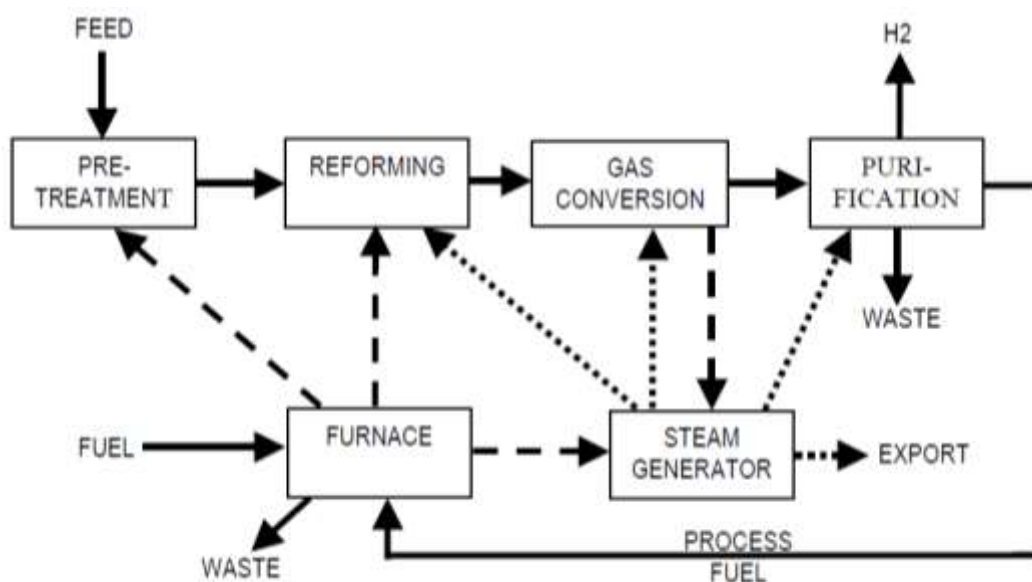 FEED
H2
PRE-
TREATMENT
REFORMING
GAS
CONVERSION
PURI-
FICATION
WASTE
FUEL
FURNACE
STEAM
GENERATOR
EXPORT
WASTE
PROCESS
FUEL